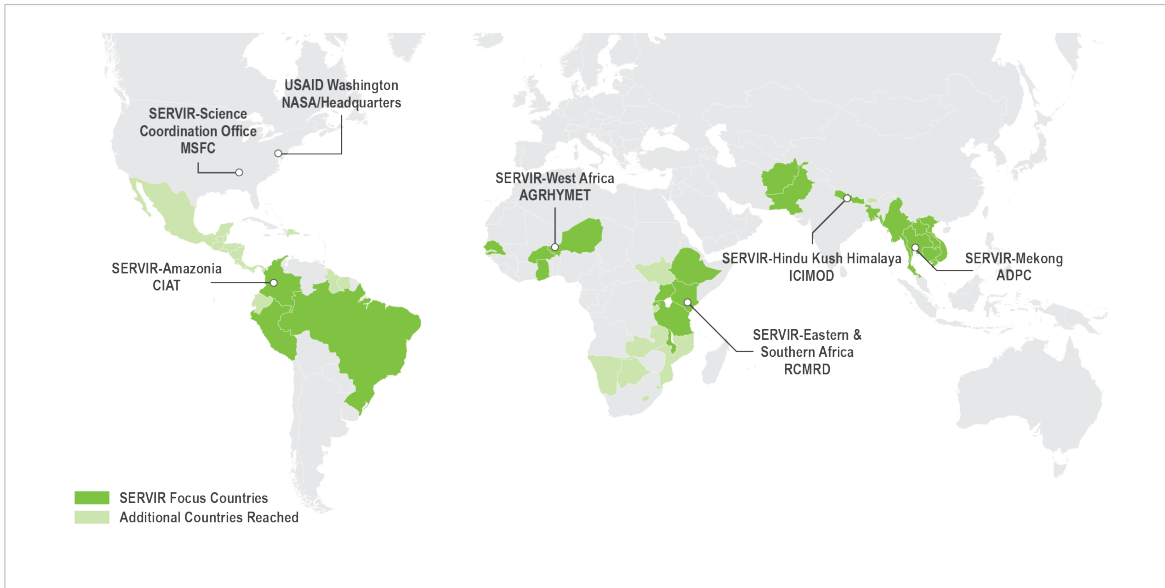 USAID Washington
NASA/Headquarters
SERVIR-Science
Coordination Office
MSFC
SERVIR-West Africa
AGRHYMET
SERVIR-Amazonia
CIAT
SERVIR-Hindu Kush Himalaya
ICIMOD
SERVIR-Mekong
ADPC
SERVIR-Eastern &
Southern Africa
RCMRD
SERVIR Focus Countries
Additional Countries Reached